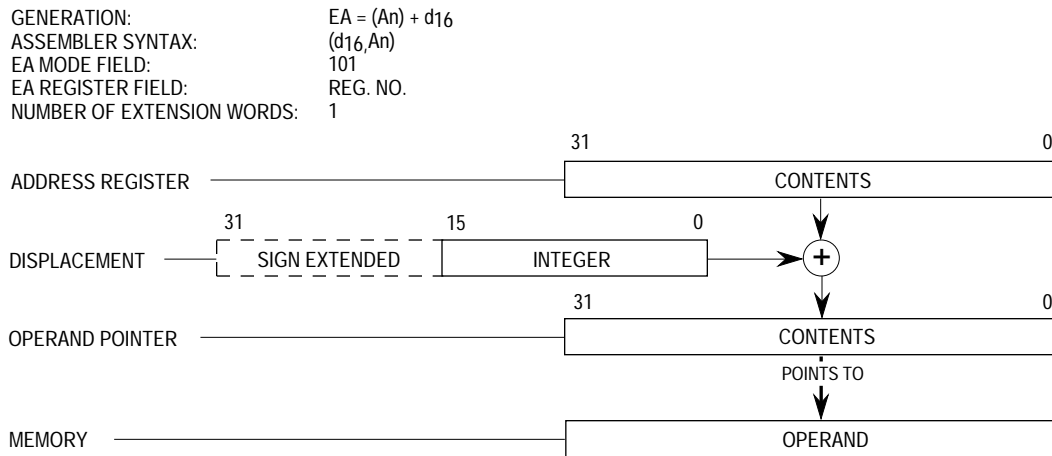 GENERATION: EA = (An) + d16
ASSEMBLER SYNTAX: (d16,An)
EA MODE FIELD: 101
EA REGISTER FIELD: REG. NO.
NUMBER OF EXTENSION WORDS: 1
31 0
ADDRESS REGISTER CONTENTS
31 15 0
DISPLACEMENT SIGN EXTENDED INTEGER +
31 0
OPERAND POINTER CONTENTS
POINTS TO
MEMORY OPERAND